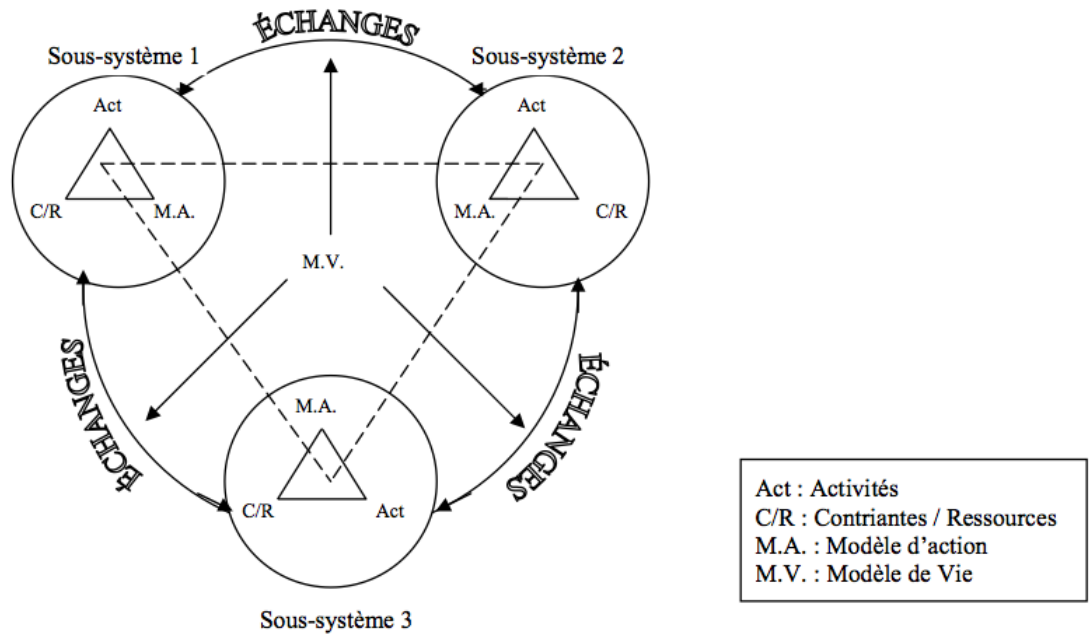 ÉCHANGES
Sous-système 1
Sous-système 2
Act
C/R
M.A.
Act
M.A.
C/R
M.V.
ÉCHANGES
ÉCHANGES
M.A.
C/R
Act
Sous-système 3
Act : Activités
C/R : Contriantes / Ressources
M.A. : Modèle d'action
M.V. : Modèle de Vie